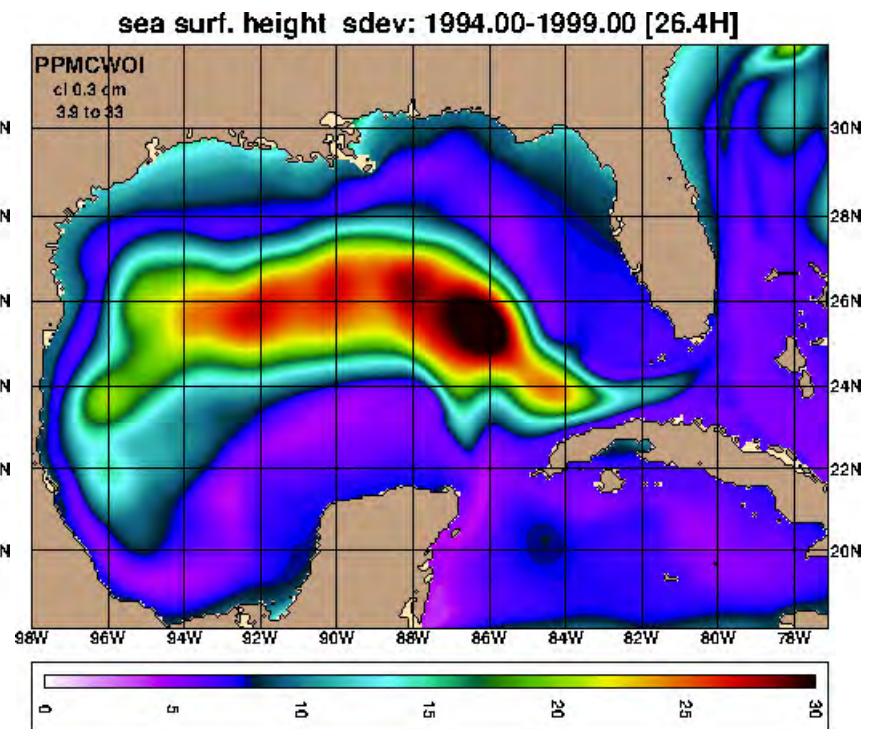 sea surf. height sdev: 1994.00-1999.00 [26.4H]
PPMCWOI
ci 0.3 cm
3.9 to 33
N 30N
N 28N
N 26N
N 24N
N 22N
N 20N
98W 96W 94W 92W 90W 88W 86W 84W 82W 80W 78W
0 5 10 15 20 25 30